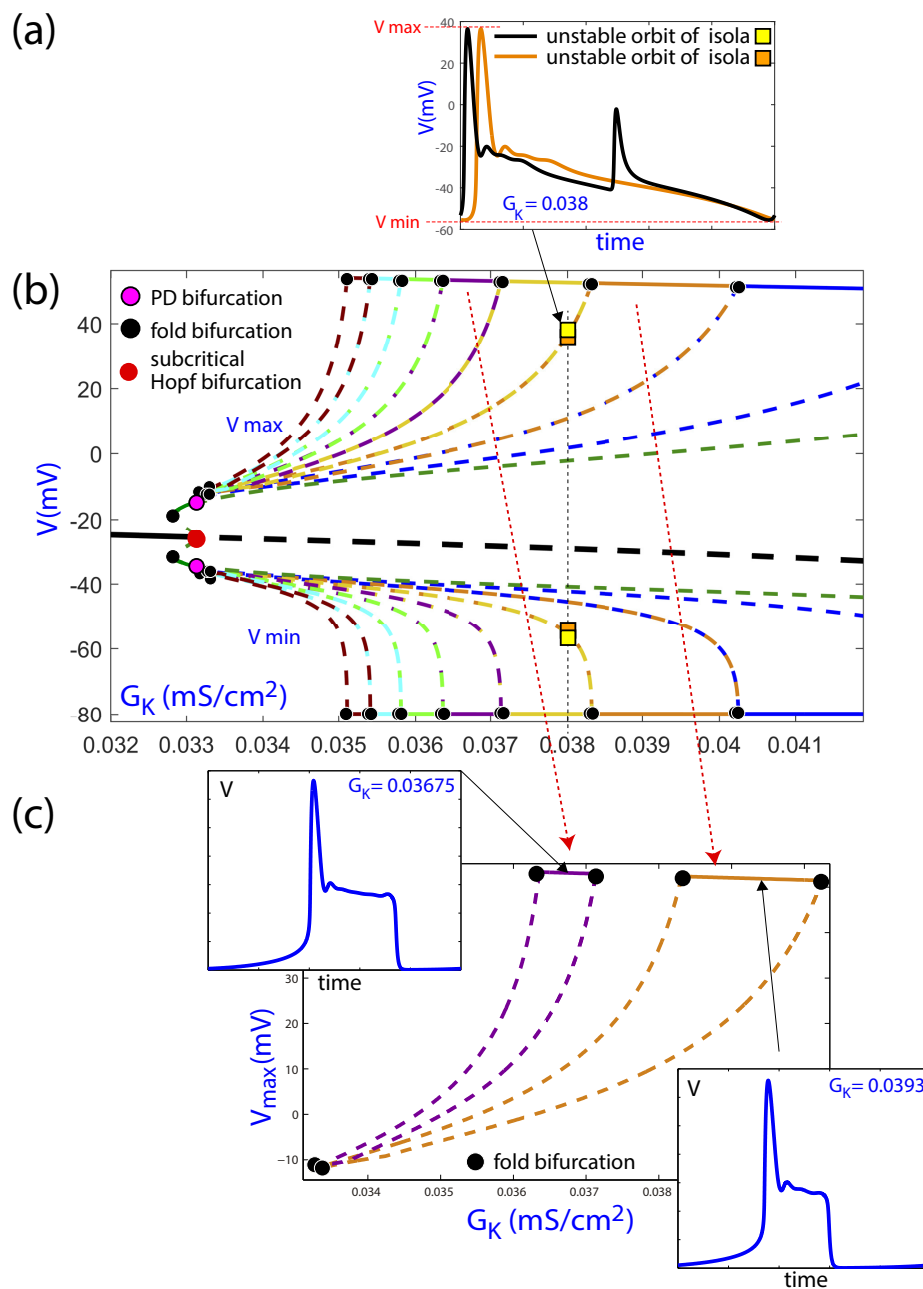 (a)
V max
40
20
0
-20
-40
-60
V(mV)
unstable orbit of isola
unstable orbit of isola
G_K = 0.038
V min
time
(b)
PD bifurcation
fold bifurcation
subcritical
Hopf bifurcation
V max
V min
V(mV)
40
20
0
-20
-40
-60
80
G_K (mS/cm²)
0.032
0.033
0.034
0.035
0.036
0.037
0.038
0.039
0.04
0.041
(c)
V
G_K = 0.03675
time
V_max (mV)
30
20
10
0
−10
fold bifurcation
0.034
0.035
0.036
0.037
0.038
G_K (mS/cm²)
V
G_K = 0.0393
time